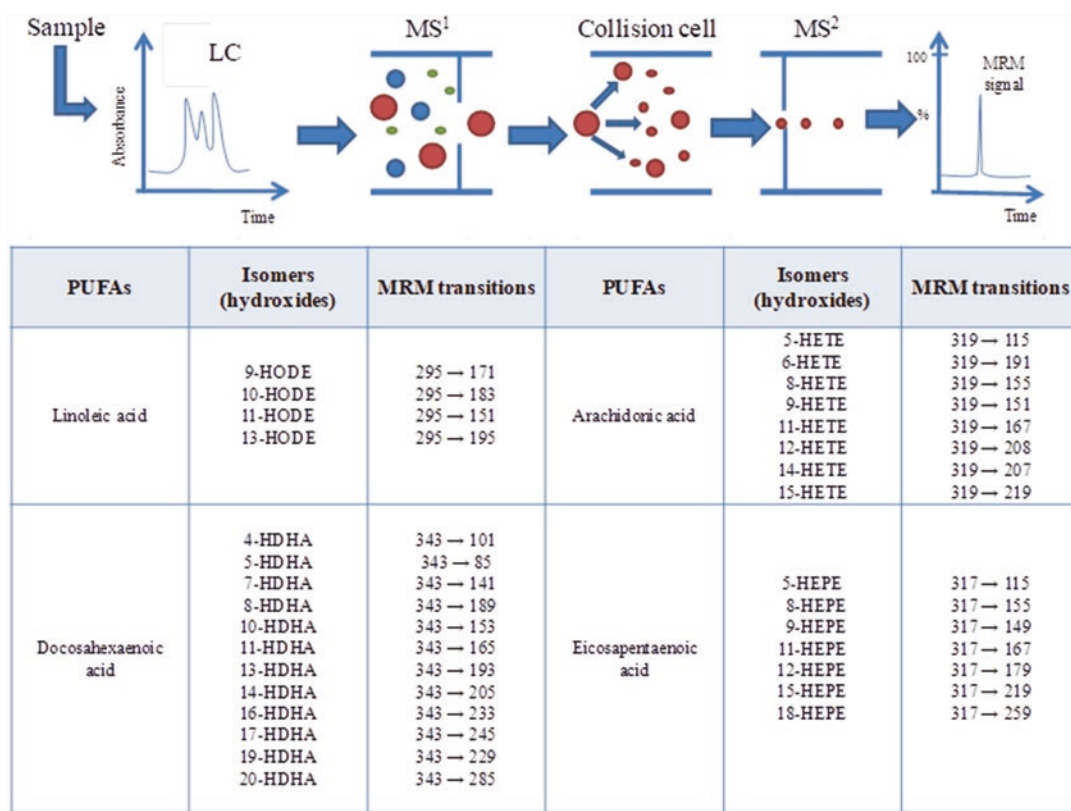 Sample
LC
Absorbance
Time
MS1
Collision cell
MS2
100
%
MRM
signal
Time
PUFAs
Isomers
(hydroxides)
MRM transitions
PUFAs
Isomers
(hydroxides)
MRM transitions
Linoleic acid
9-HODE
10-HODE
11-HODE
13-HODE
295 → 171
295 → 183
295 → 151
295 → 195
Arachidonic acid
5-HETE
6-HETE
8-HETE
9-HETE
11-HETE
12-HETE
14-HETE
15-HETE
319 → 115
319 → 191
319 → 155
319 → 151
319 → 167
319 → 208
319 → 207
319 → 219
Docosahexaenoic
acid
4-HDHA
5-HDHA
7-HDHA
8-HDHA
10-HDHA
11-HDHA
13-HDHA
14-HDHA
16-HDHA
17-HDHA
19-HDHA
20-HDHA
343 → 101
343 → 85
343 → 141
343 → 189
343 → 153
343 → 165
343 → 193
343 → 205
343 → 233
343 → 245
343 → 229
343 → 285
Eicosapentaenoic
acid
5-HEPE
8-HEPE
9-HEPE
11-HEPE
12-HEPE
15-HEPE
18-HEPE
317 → 115
317 → 155
317 → 149
317 → 167
317 → 179
317 → 219
317 → 259